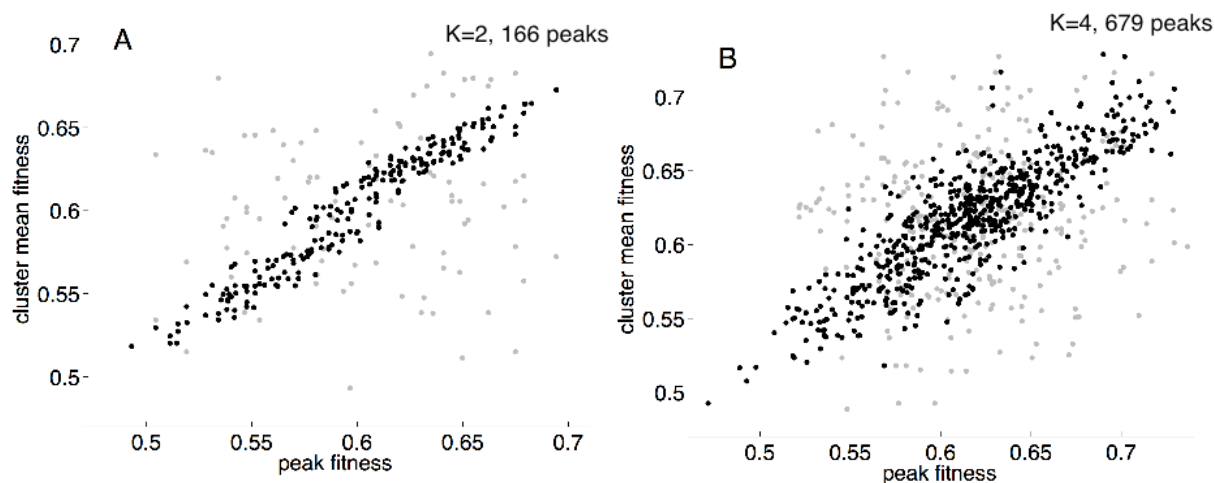 A
K=2, 166 peaks
cluster mean fitness
0.7
0.65
0.6
0.55
0.5
0.5 0.55 0.6 0.65 0.7
peak fitness
B
K=4, 679 peaks
cluster mean fitness
0.7
0.65
0.6
0.55
0.5
0.5 0.55 0.6 0.65 0.7
peak fitness